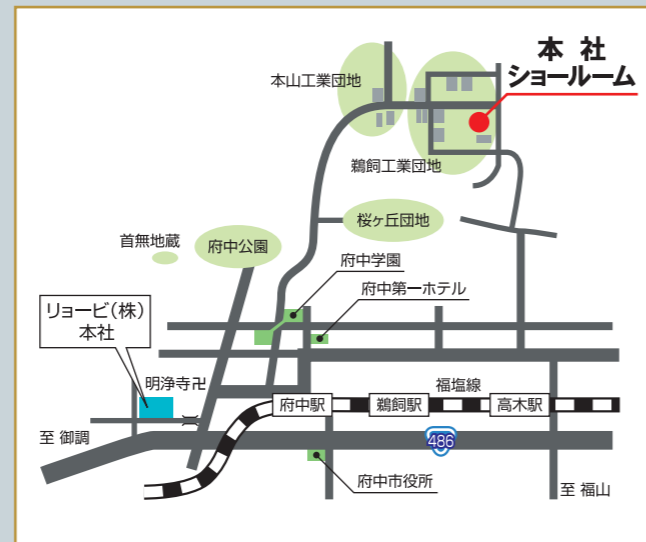 本 社
ショールーム
本山工業団地
鵜飼工業団地
桜ヶ丘団地
首無地蔵
府中公園
府中学園
府中第一ホテル
リョービ(株)
本社
明浄寺卍
福塩線
府中駅
鵜飼駅
高木駅
至 御調
486
府中市役所
至 福山